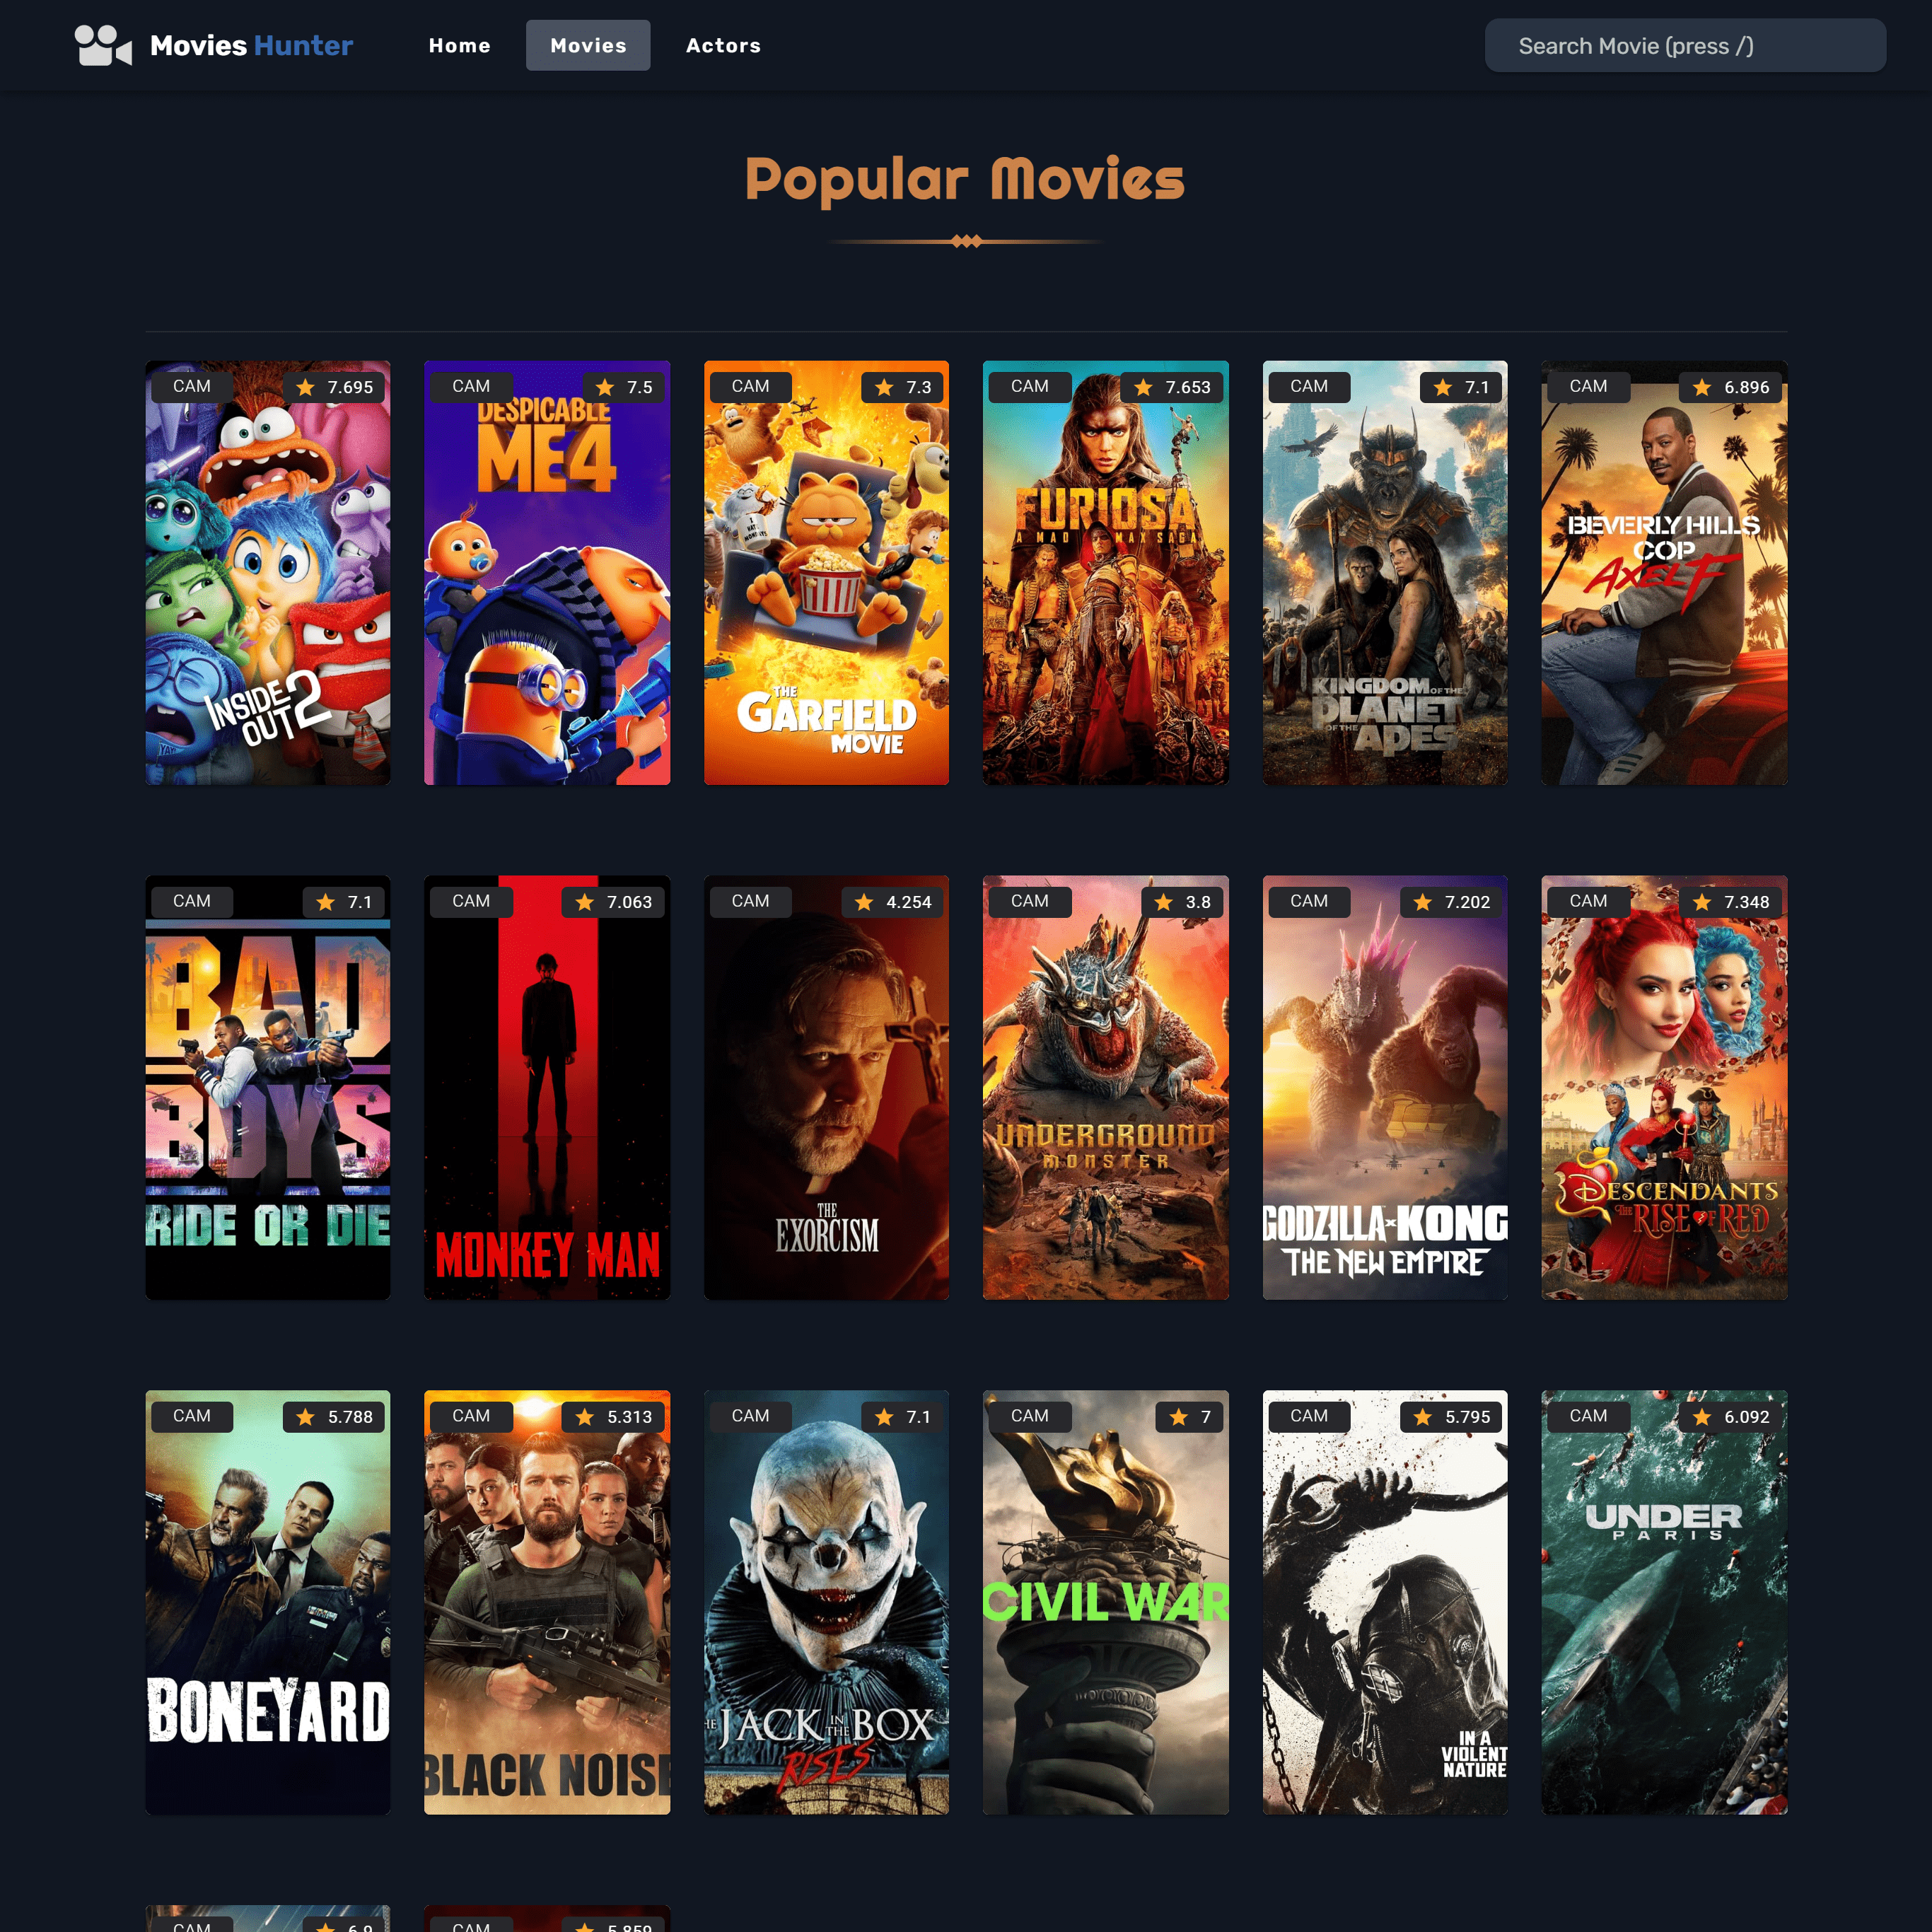 Movies Hunter
Home
Movies
Actors
Search Movie (press /)
Popular Movies
CAM
7.695
INSIDE
OUT 2
CAM
7.5
DESPICABLE
ME 4
CAM
7.3
I
HATE
MONDAYS
THE
GARFIELD
MOVIE
CAM
7.653
FURIOSA
A MAD MAX SAGA
CAM
7.1
KINGDOM OF THE
PLANET
OF THE APES
CAM
6.896
BEVERLY HILLS
COP
AXEL F
CAM
7.1
BAD
BOYS
RIDE OR DIE
CAM
7.063
MONKEY MAN
CAM
4.254
THE
EXORCISM
CAM
3.8
UNDERGROUND
MONSTER
CAM
7.202
GODZILLA x KONG
THE NEW EMPIRE
CAM
7.348
DESCENDANTS
THE RISE OF RED
CAM
5.788
BONEYARD
CAM
5.313
BLACK NOISE
CAM
7.1
HE JACK IN THE BOX
RISES
CAM
7
CIVIL WAR
CAM
5.795
IN A
VIOLENT
NATURE
CAM
6.092
UNDER
PARIS
CAM
6.9
CAM
5.859